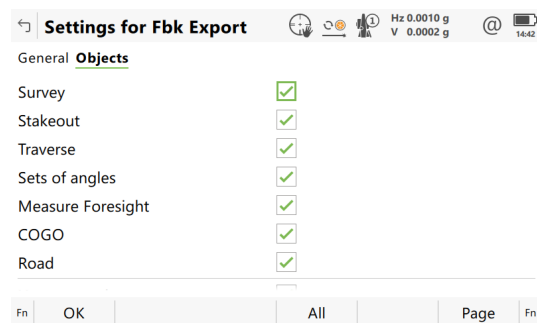 Settings for Fbk Export
1
Hz 0.0010 g
V 0.0002 g
@
14:42
General Objects
Survey
Stakeout
Traverse
Sets of angles
Measure Foresight
COGO
Road
Fn OK All Page Fn